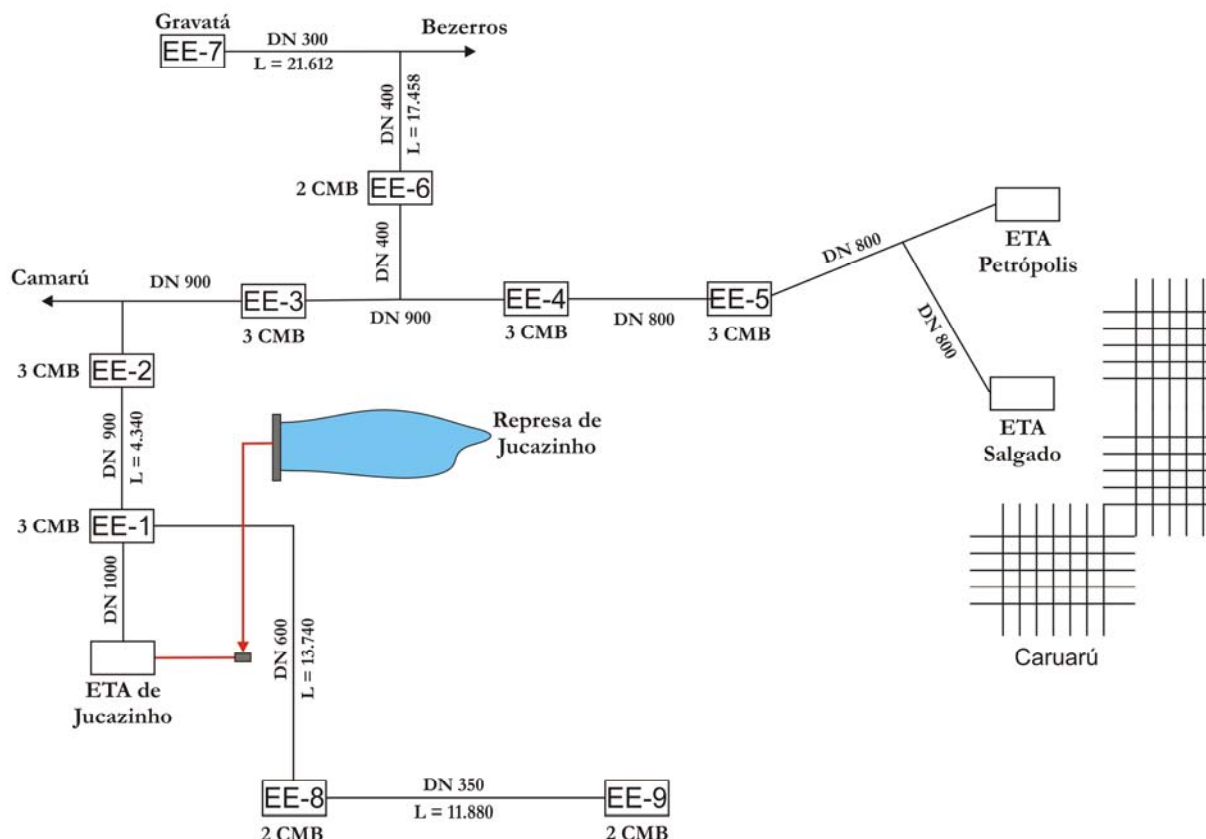 Gravatá
EE-7
DN 300
L = 21.612
Bezerros
DN 400
L = 17.458
2 CMB
EE-6
DN 400
DN 800
ETA
Petrópolis
Camarú
DN 900
EE-3
3 CMB
DN 900
EE-4
3 CMB
DN 800
EE-5
3 CMB
DN 800
3 CMB
EE-2
DN 900
L = 4.340
Represa de
Jucazinho
ETA
Salgado
3 CMB
EE-1
DN 1000
DN 600
L = 13.740
ETA de
Jucazinho
Caruarú
EE-8
2 CMB
DN 350
L = 11.880
EE-9
2 CMB